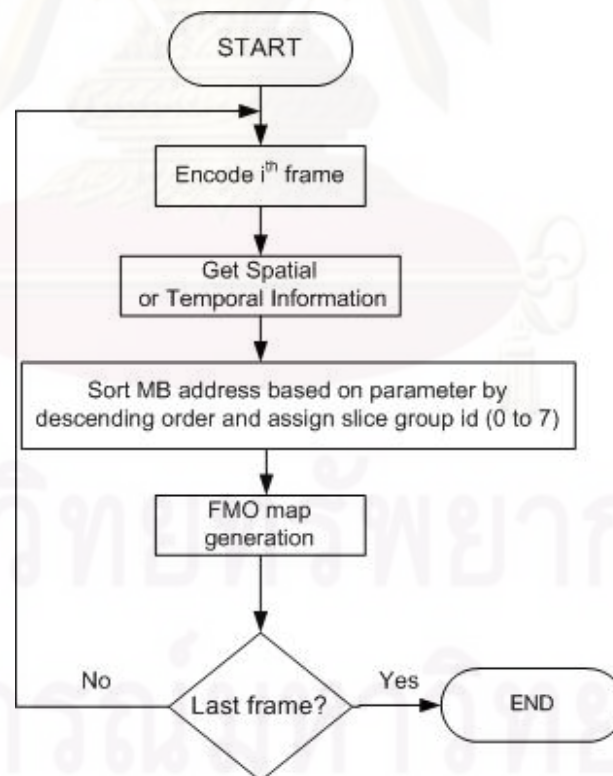 START
Encode iᵗʰ frame
Get Spatial
or Temporal Information
Sort MB address based on parameter by
descending order and assign slice group id (0 to 7)
FMO map
generation
Last frame?
No
Yes
END